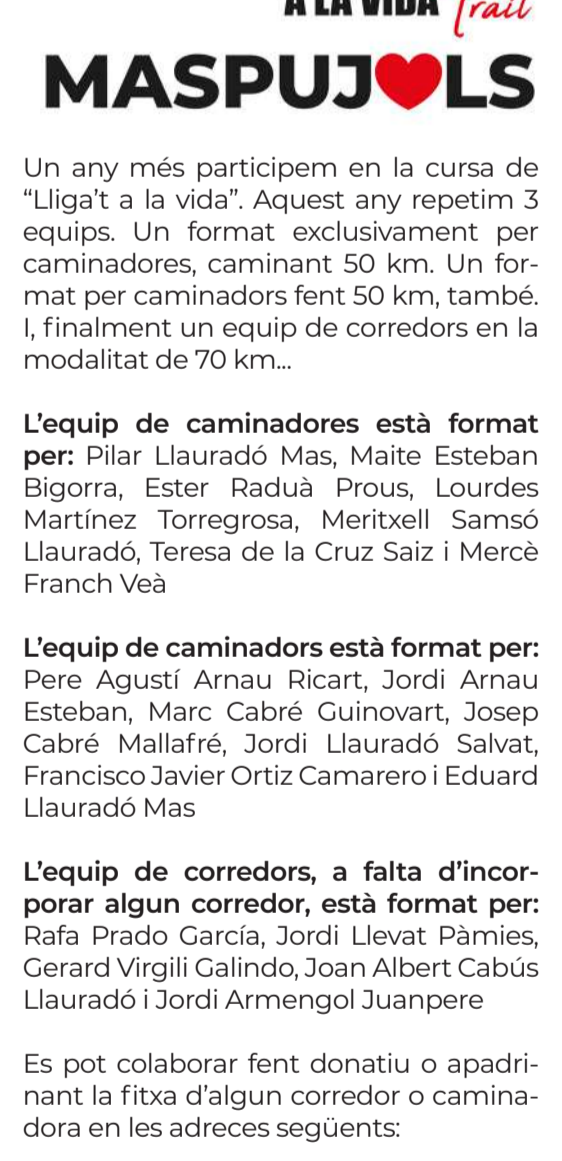 A LA VIDA Trail
MASPUJ❤LS
Un any més participem en la cursa de
“Lliga’t a la vida”. Aquest any repetim 3
equips. Un format exclusivament per
caminadores, caminant 50 km. Un for-
mat per caminadors fent 50 km, també.
I, finalment un equip de corredors en la
modalitat de 70 km...
L’equip de caminadores està format
per: Pilar Llauradó Mas, Maite Esteban
Bigorra, Ester Raduà Prous, Lourdes
Martínez Torregrosa, Meritxell Samsó
Llauradó, Teresa de la Cruz Saiz i Mercè
Franch Veà
L’equip de caminadors està format per:
Pere Agustí Arnau Ricart, Jordi Arnau
Esteban, Marc Cabré Guinovart, Josep
Cabré Mallafré, Jordi Llauradó Salvat,
Francisco Javier Ortiz Camarero i Eduard
Llauradó Mas
L’equip de corredors, a falta d’incor-
porar algun corredor, està format per:
Rafa Prado García, Jordi Llevat Pàmies,
Gerard Virgili Galindo, Joan Albert Cabús
Llauradó i Jordi Armengol Juanpere
Es pot colaborar fent donatiu o apadri-
nant la fitxa d’algun corredor o camina-
dora en les adreces següents: